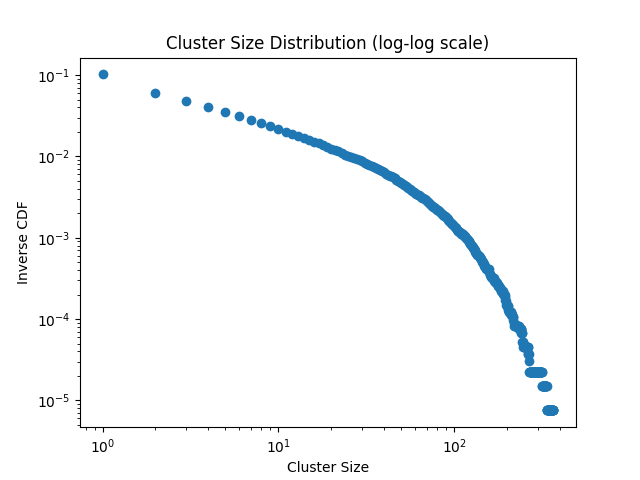 Cluster Size Distribution (log-log scale)
Inverse CDF
10⁻¹
10⁻²
10⁻³
10⁻⁴
10⁻⁵
10⁰
10¹
10²
Cluster Size